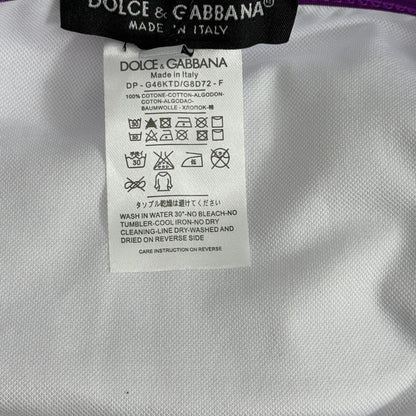 DOLCE & GABBANA®
MADE IN ITALY
DOLCE & GABBANA
Made in Italy
DP - G46KTD/G8D72 - F
100% COTONE-COTTON-ALGODON-
COTON-ALGODAO-
BAUMWOLLE - ХЛОПОК-棉
30
30
タンブル乾燥は避けてください
WASH IN WATER 30°-NO BLEACH-NO
TUMBLER-COOL IRON-NO DRY
CLEANING-LINE DRY-WASHED AND
DRIED ON REVERSE SIDE
CARE INSTRUCTION ON REVERSE